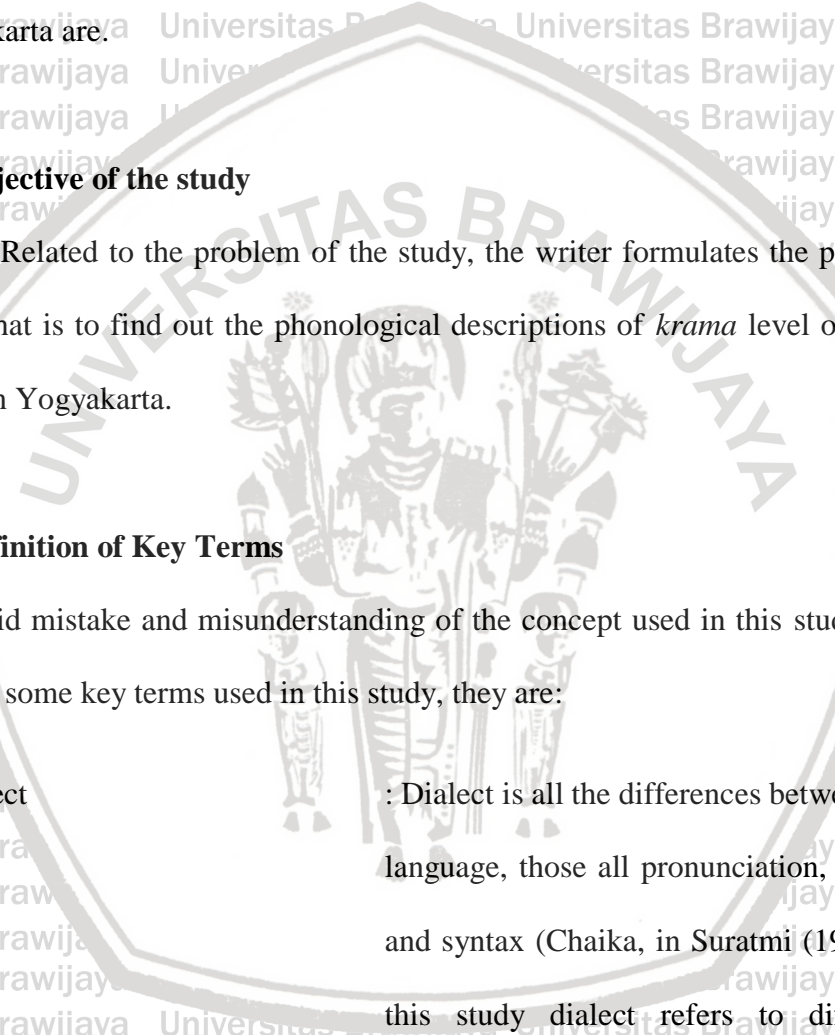 karta are.
jective of the study
Related to the problem of the study, the writer formulates the p
hat is to find out the phonological descriptions of krama level o
n Yogyakarta.
finition of Key Terms
id mistake and misunderstanding of the concept used in this stu
some key terms used in this study, they are:
ect : Dialect is all the differences betw
language, those all pronunciation,
and syntax (Chaika, in Suratmi (19
this study dialect refers to di
UNIVERSITAS BRAWIJAYA